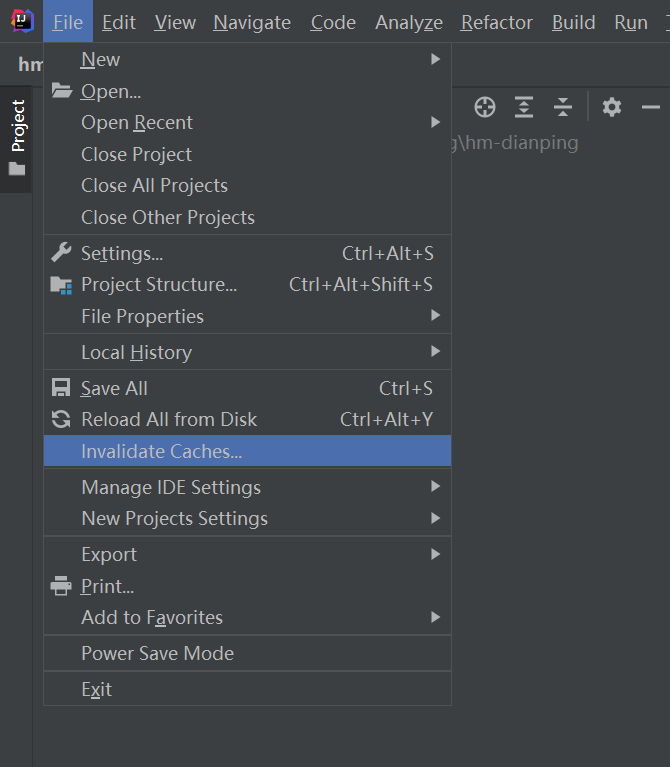 File Edit View Navigate Code Analyze Refactor Build Run
hm
Project
g\hm-dianping
New
Open...
Open Recent
Close Project
Close All Projects
Close Other Projects
Settings... Ctrl+Alt+S
Project Structure... Ctrl+Alt+Shift+S
File Properties
Local History
Save All Ctrl+S
Reload All from Disk Ctrl+Alt+Y
Invalidate Caches...
Manage IDE Settings
New Projects Settings
Export
Print...
Add to Favorites
Power Save Mode
Exit